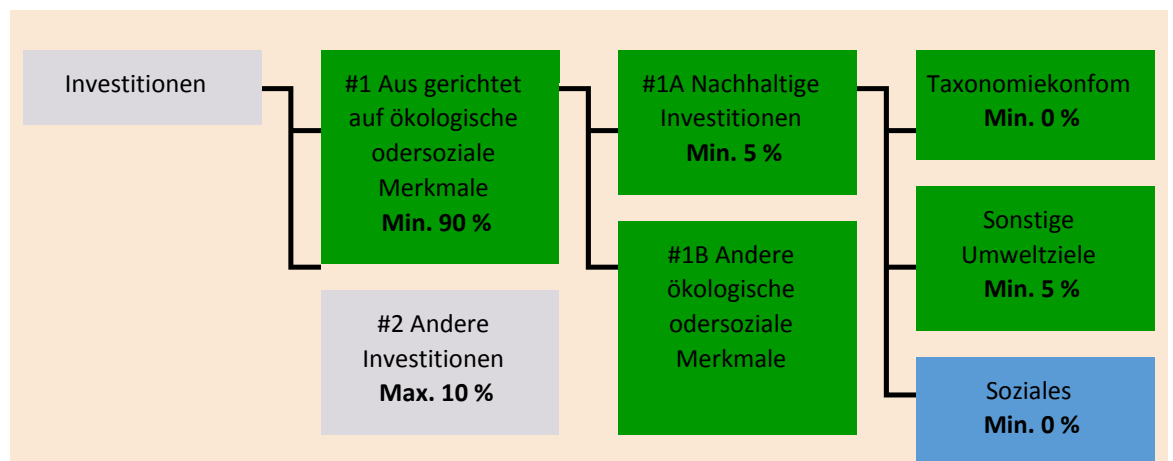 Investitionen
#1 Aus gerichtet
auf ökologische
odersoziale
Merkmale
Min. 90 %
#2 Andere
Investitionen
Max. 10 %
#1A Nachhaltige
Investitionen
Min. 5 %
#1B Andere
ökologische
odersoziale
Merkmale
Taxonomiekonfom
Min. 0 %
Sonstige
Umweltziele
Min. 5 %
Soziales
Min. 0 %